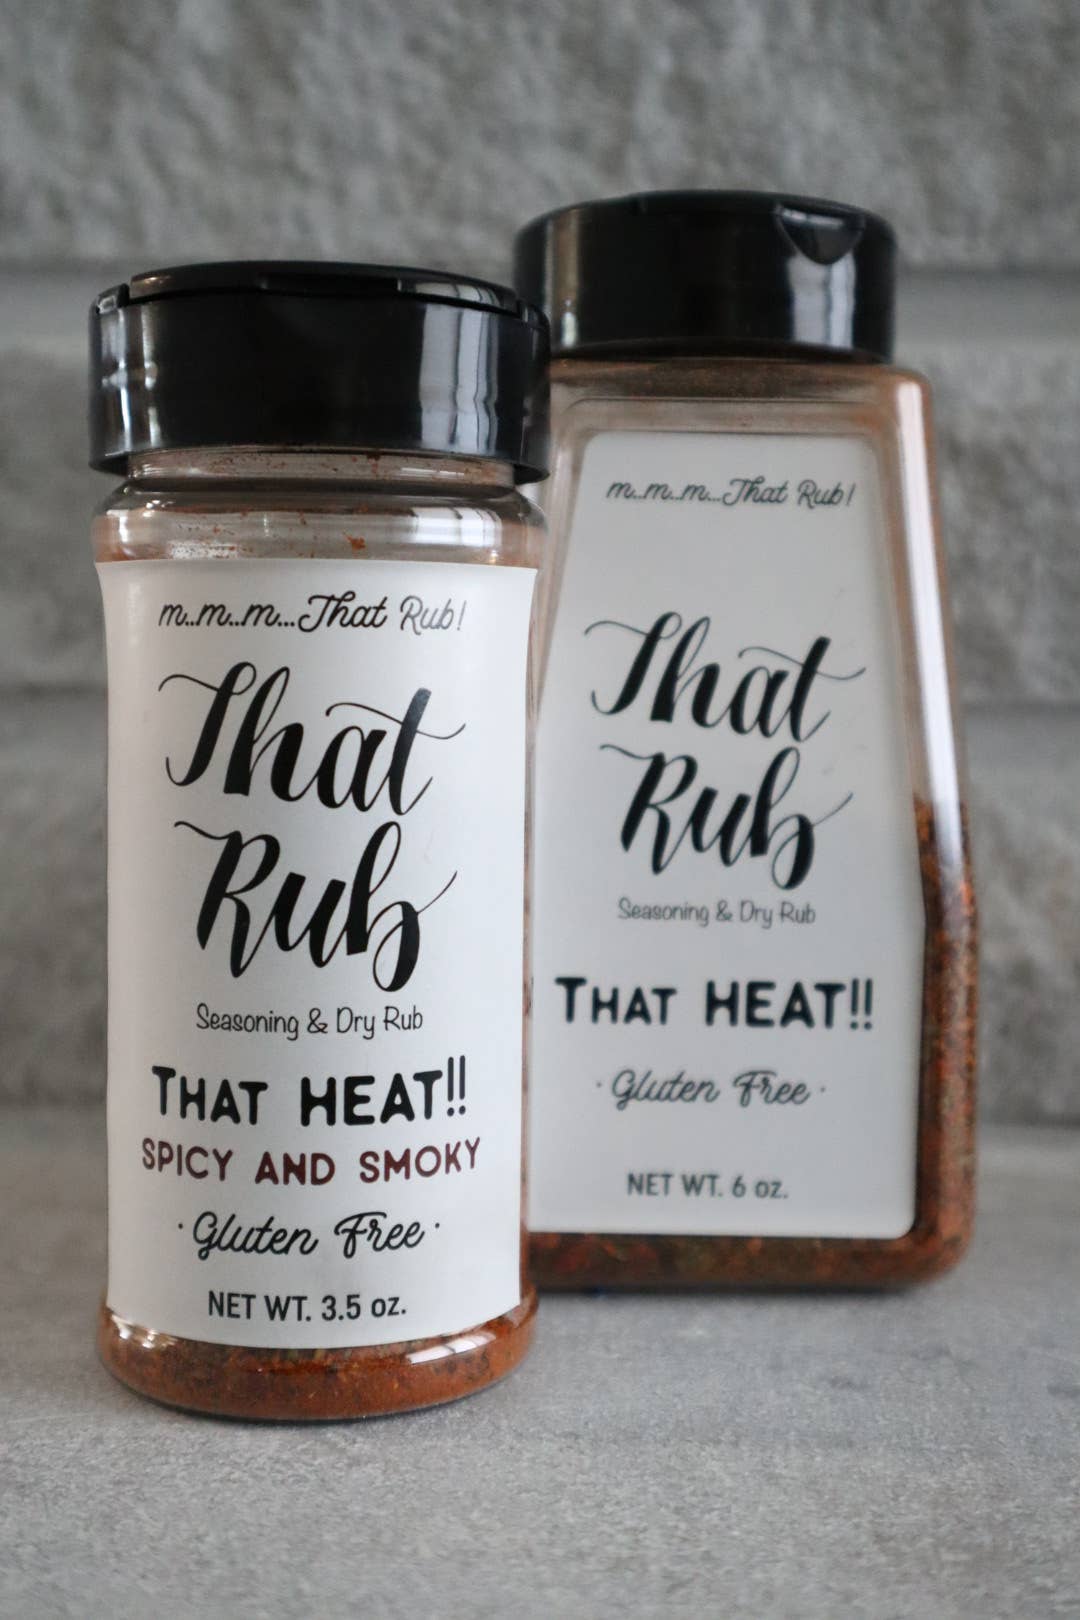 m...m...m...That Rub!
That
Rub
Seasoning & Dry Rub
THAT HEAT!!
SPICY AND SMOKY
· Gluten Free ·
NET WT. 3.5 oz.
m...m...m...That Rub!
That
Rub
Seasoning & Dry Rub
THAT HEAT!!
· Gluten Free ·
NET WT. 6 oz.